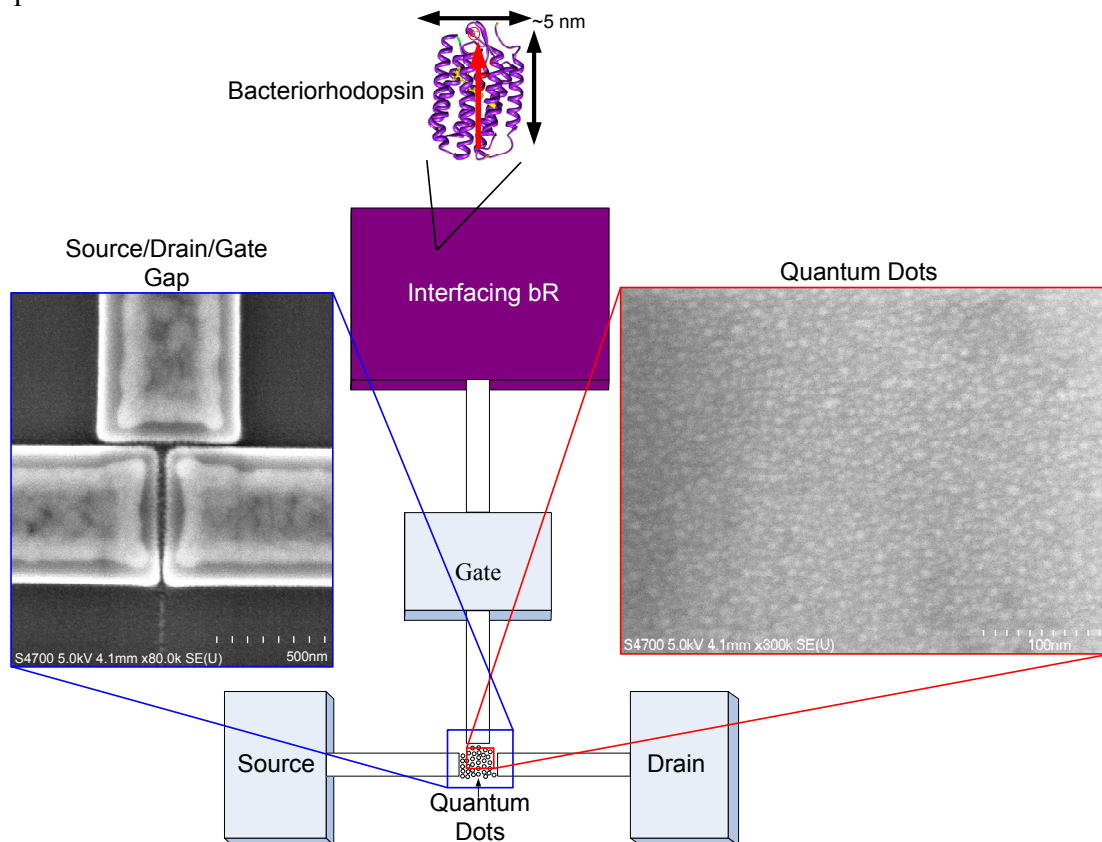 ~5 nm
Bacteriorhodopsin
Source/Drain/Gate
Gap
Interfacing bR
Quantum Dots
Gate
S4700 5.0kV 4.1mm x80.0k SE(U)
500nm
S4700 5.0kV 4.1mm x300k SE(U)
100nm
Source
Drain
Quantum
Dots